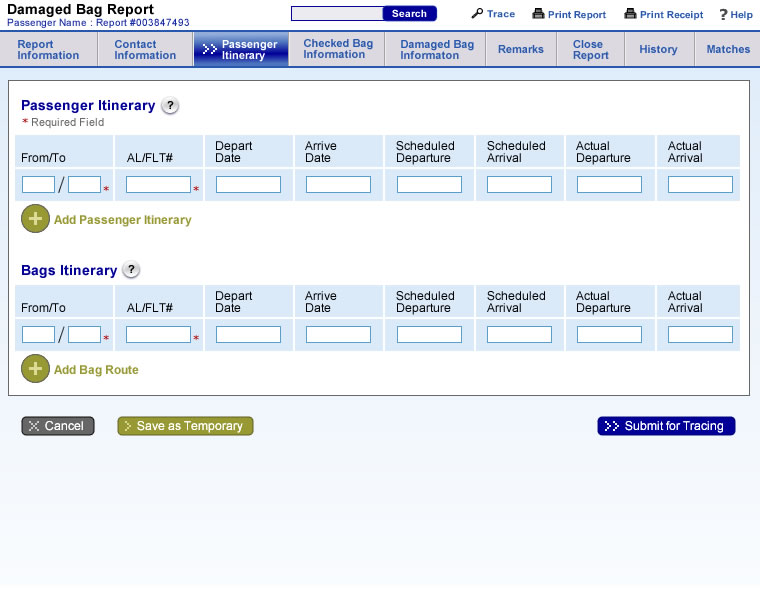 Damaged Bag Report
Passenger Name : Report #003847493
Search
Trace
Print Report
Print Receipt
? Help
Report
Information
Contact
Information
Passenger
Itinerary
Checked Bag
Information
Damaged Bag
Informaton
Remarks
Close
Report
History
Matches
Passenger Itinerary ?
* Required Field
From/To
AL/FLT#
Depart
Date
Arrive
Date
Scheduled
Departure
Scheduled
Arrival
Actual
Departure
Actual
Arrival
/ * *
+ Add Passenger Itinerary
Bags Itinerary ?
From/To
AL/FLT#
Depart
Date
Arrive
Date
Scheduled
Departure
Scheduled
Arrival
Actual
Departure
Actual
Arrival
/ * *
+ Add Bag Route
Cancel
Save as Temporary
Submit for Tracing